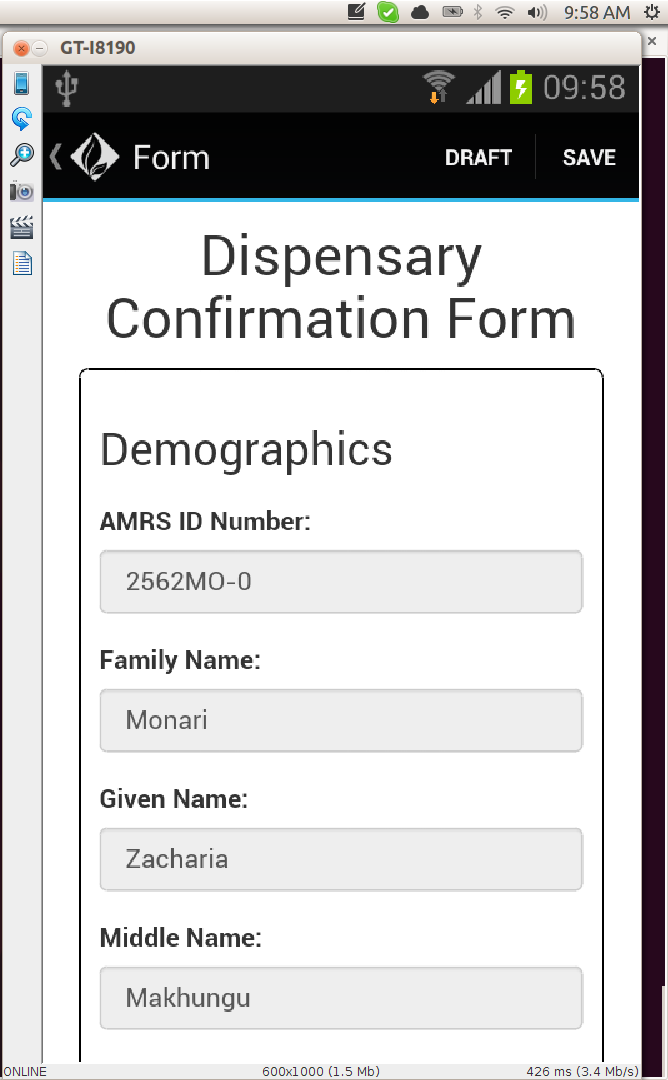 9:58 AM
GT-I8190
09:58
Form
DRAFT
SAVE
Dispensary
Confirmation Form
Demographics
AMRS ID Number:
2562MO-0
Family Name:
Monari
Given Name:
Zacharia
Middle Name:
Makhungu
ONLINE
600x1000 (1.5 Mb)
426 ms (3.4 Mb/s)